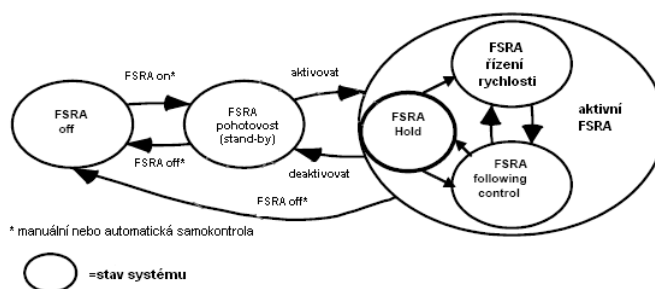 FSRA
off
FSRA on*
FSRA off*
FSRA
pohotovost
(stand-by)
aktivovat
deaktivovat
FSRA off*
FSRA
Hold
FSRA
řízení
rychlosti
FSRA
following
control
aktivní
FSRA
* manuální nebo automatická samokontrola
=stav systému